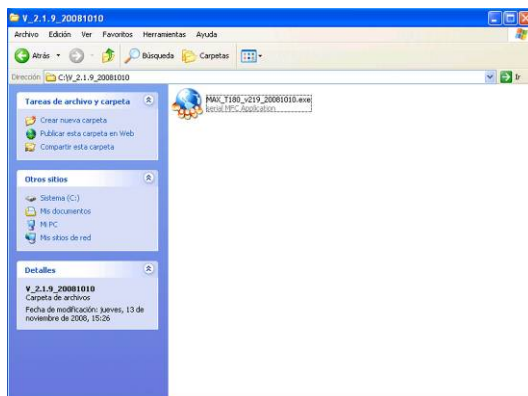 V_2.1.9_20081010
Archivo Edición Ver Favoritos Herramientas Ayuda
Atrás Búsqueda Carpetas
Dirección C:\V_2.1.9_20081010 Ir
Tareas de archivo y carpeta
Crear nueva carpeta
Publicar esta carpeta en Web
Compartir esta carpeta
Otros sitios
Sistema (C:)
Mis documentos
Mi PC
Mis sitios de red
Detalles
V_2.1.9_20081010
Carpeta de archivos
Fecha de modificación: jueves, 13 de
noviembre de 2008, 15:26
MAX_T180_v219_20081010.exe
serial MFC Application